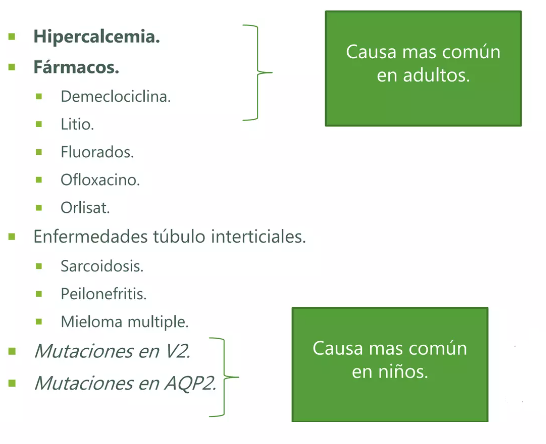 Hipercalcemia.
Fármacos.
Demeclociclina.
Litio.
Fluorados.
Ofloxacino.
Orlisat.
Enfermedades túbulo interticiales.
Sarcoidosis.
Peilonefritis.
Mieloma multiple.
Mutaciones en V2.
Mutaciones en AQP2.
Causa mas común
en adultos.
Causa mas común
en niños.